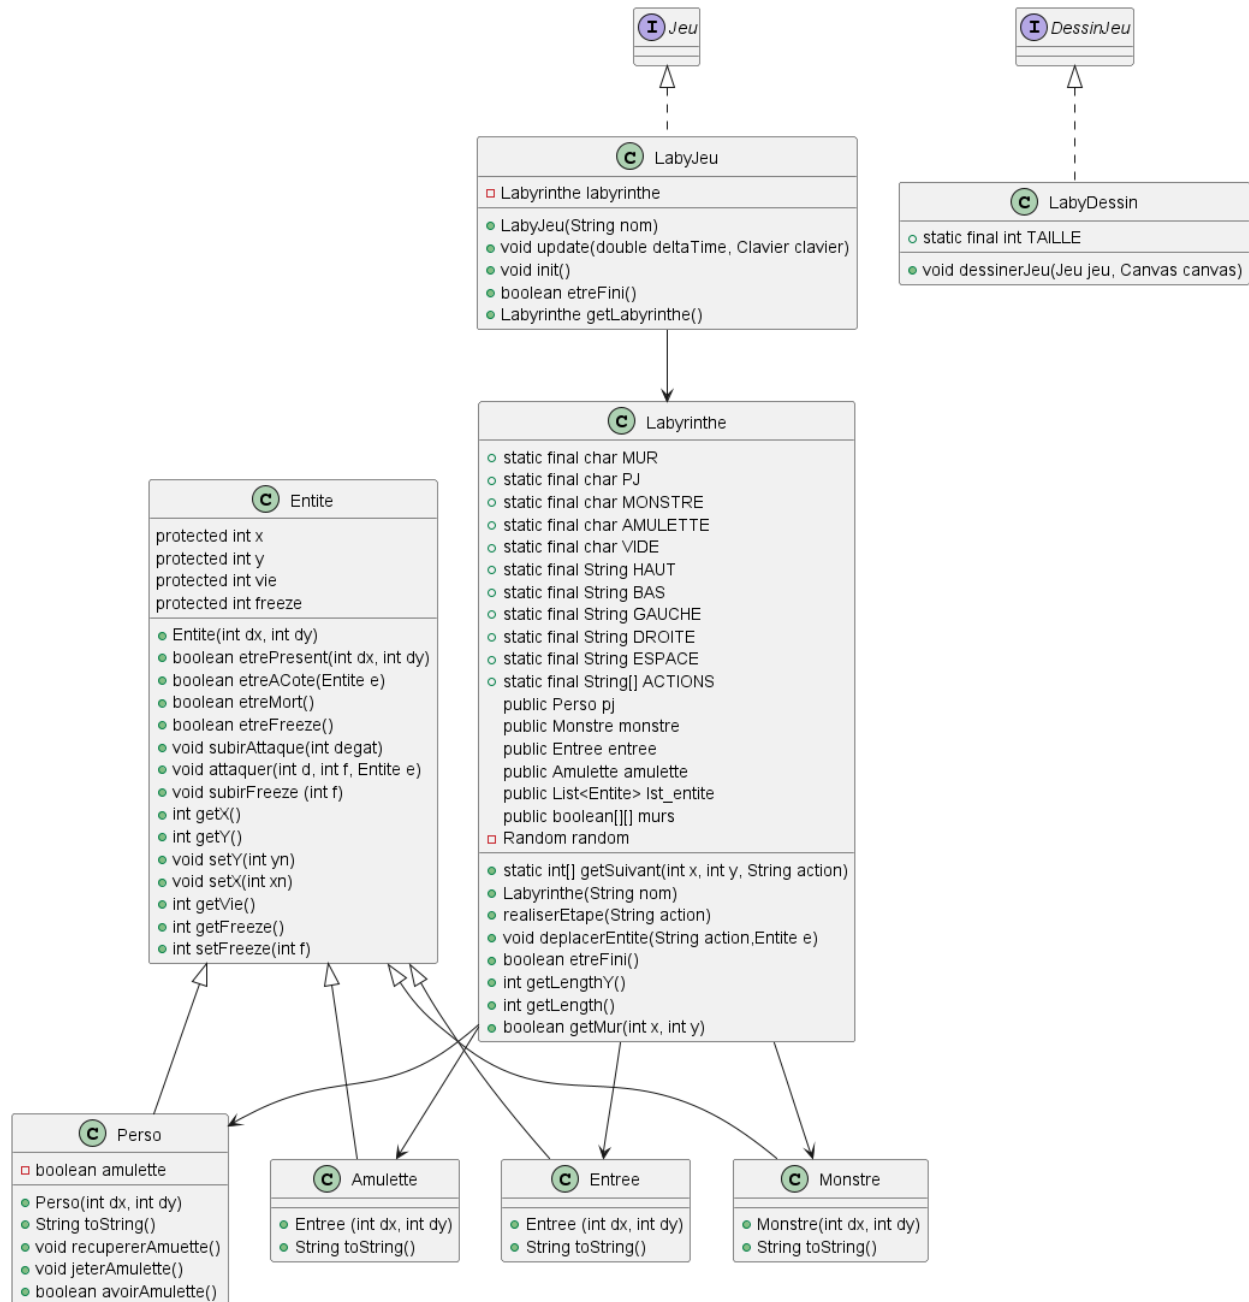 I Jeu
I DessinJeu
C LabyJeu
Labyrinthe labyrinthe
LabyJeu(String nom)
void update(double deltaTime, Clavier clavier)
void init()
boolean etreFini()
Labyrinthe getLabyrinthe()
C LabyDessin
static final int TAILLE
void dessinerJeu(Jeu jeu, Canvas canvas)
C Labyrinthe
static final char MUR
static final char PJ
static final char MONSTRE
static final char AMULETTE
static final char VIDE
static final String HAUT
static final String BAS
static final String GAUCHE
static final String DROITE
static final String ESPACE
static final String[] ACTIONS
public Perso pj
public Monstre monstre
public Entree entree
public Amulette amulette
public List<Entite> lst_entite
public boolean[][] murs
Random random
static int[] getSuivant(int x, int y, String action)
Labyrinthe(String nom)
realiserEtape(String action)
void deplacerEntite(String action,Entite e)
boolean etreFini()
int getLengthY()
int getLength()
boolean getMur(int x, int y)
C Entite
protected int x
protected int y
protected int vie
protected int freeze
Entite(int dx, int dy)
boolean etrePresent(int dx, int dy)
boolean etreACote(Entite e)
boolean etreMort()
boolean etreFreeze()
void subirAttaque(int degat)
void attaquer(int d, int f, Entite e)
void subirFreeze (int f)
int getX()
int getY()
void setY(int yn)
void setX(int xn)
int getVie()
int getFreeze()
int setFreeze(int f)
C Perso
boolean amulette
Perso(int dx, int dy)
String toString()
void recupererAmuette()
void jeterAmulette()
boolean avoirAmulette()
C Amulette
Entree (int dx, int dy)
String toString()
C Entree
Entree (int dx, int dy)
String toString()
C Monstre
Monstre(int dx, int dy)
String toString()